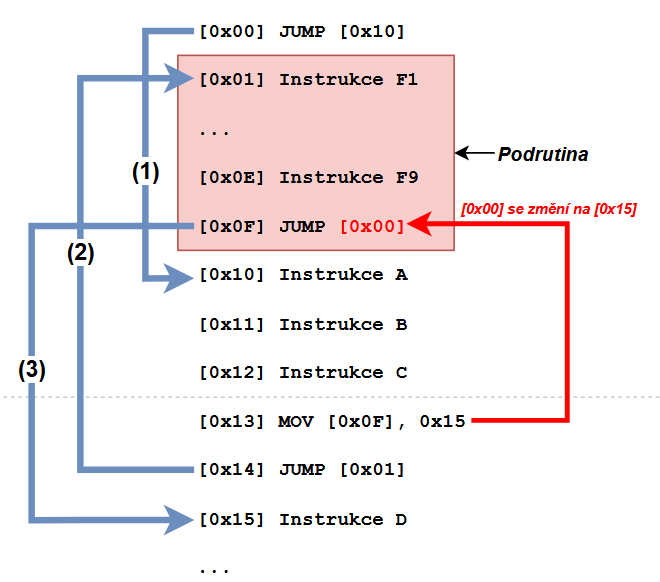 [0x00] JUMP [0x10]
[0x01] Instrukce F1
...
(1)
[0x0E] Instrukce F9
Podrutina
[0x0F] JUMP [0x00]
[0x00] se změní na [0x15]
(2)
[0x10] Instrukce A
[0x11] Instrukce B
(3)
[0x12] Instrukce C
[0x13] MOV [0x0F], 0x15
[0x14] JUMP [0x01]
[0x15] Instrukce D
...